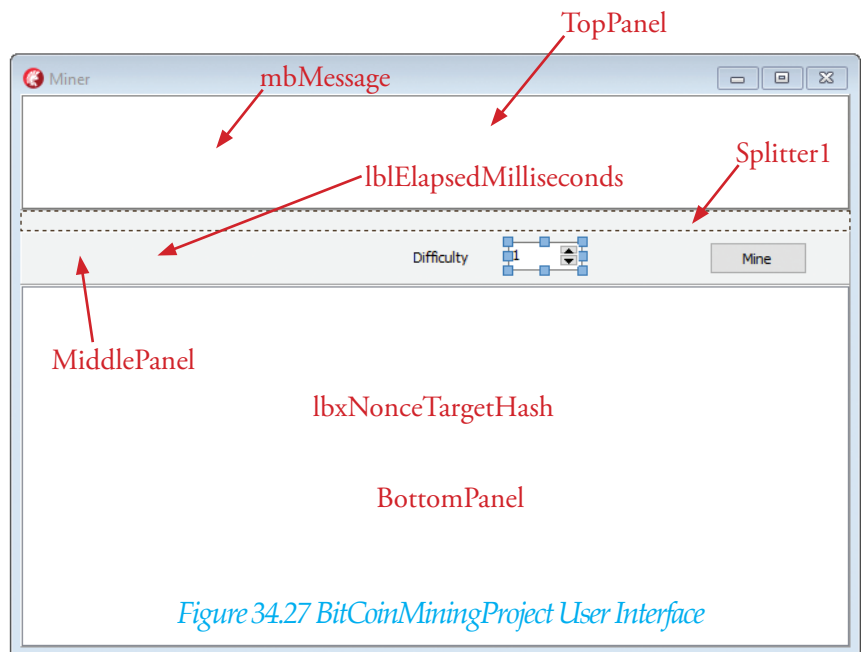 TopPanel
Miner
mbMessage
Splitter1
lblElapsedMilliseconds
Difficulty
1
Mine
MiddlePanel
lbxNonceTargetHash
BottomPanel
Figure 34.27 BitCoinMiningProject User Interface